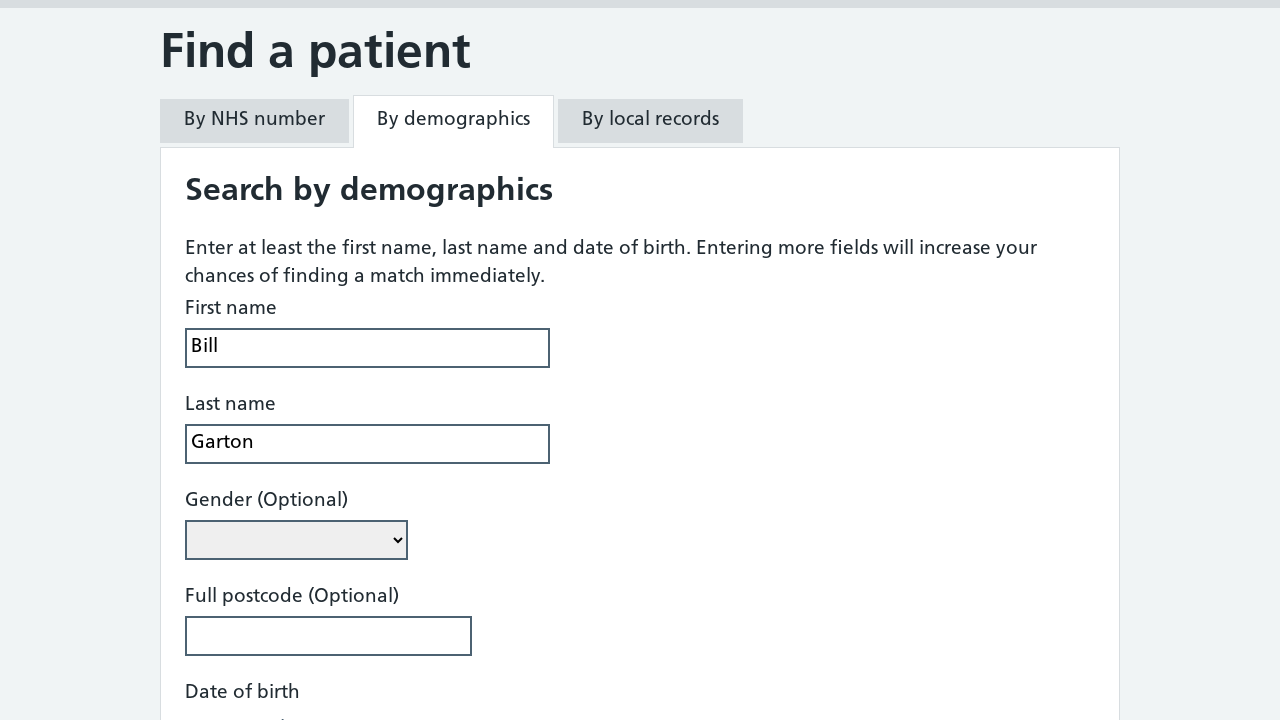 Find a patient
By NHS number
By demographics
By local records
Search by demographics
Enter at least the first name, last name and date of birth. Entering more fields will increase your
chances of finding a match immediately.
First name
Bill
Last name
Garton
Gender (Optional)
Full postcode (Optional)
Date of birth